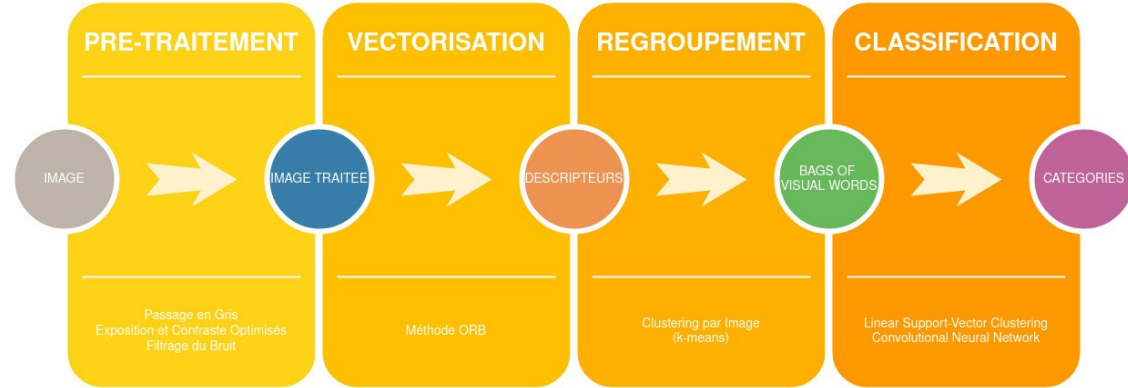 PRE-TRAITEMENT
VECTORISATION
REGROUPEMENT
CLASSIFICATION
IMAGE
IMAGE TRAITEE
DESCRIPTEURS
BAGS OF
VISUAL WORDS
CATEGORIES
Passage en Gris
Exposition et Contraste Optimisés
Filtrage du Bruit
Méthode ORB
Clustering par Image
(k-means)
Linear Support-Vector Clustering
Convolutional Neural Network